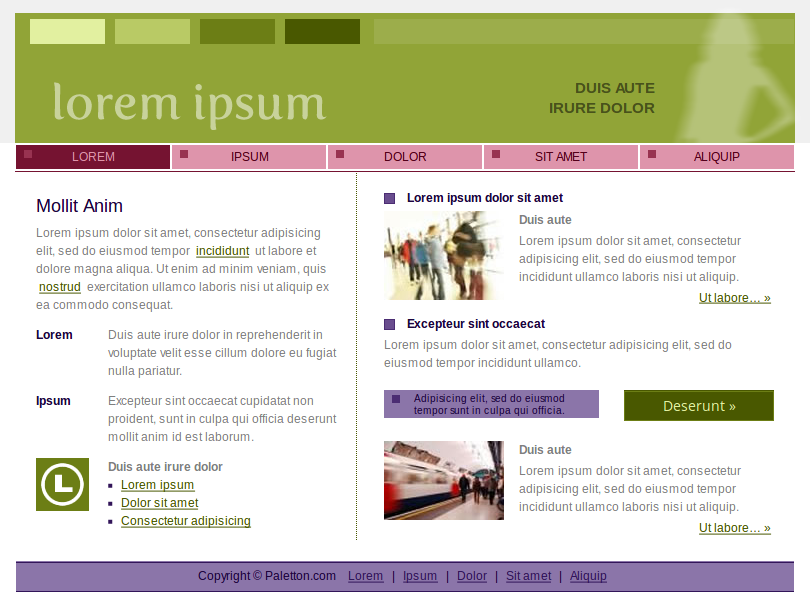 lorem ipsum
DUIS AUTE
IRURE DOLOR
LOREM
IPSUM
DOLOR
SIT AMET
ALIQUIP
Mollit Anim
Lorem ipsum dolor sit amet, consectetur adipisicing
elit, sed do eiusmod tempor incididunt ut labore et
dolore magna aliqua. Ut enim ad minim veniam, quis
nostrud exercitation ullamco laboris nisi ut aliquip ex
ea commodo consequat.
Lorem
Duis aute irure dolor in reprehenderit in
voluptate velit esse cillum dolore eu fugiat
nulla pariatur.
Ipsum
Excepteur sint occaecat cupidatat non
proident, sunt in culpa qui officia deserunt
mollit anim id est laborum.
Duis aute irure dolor
Lorem ipsum
Dolor sit amet
Consectetur adipisicing
Lorem ipsum dolor sit amet
Duis aute
Lorem ipsum dolor sit amet, consectetur
adipisicing elit, sed do eiusmod tempor
incididunt ullamco laboris nisi ut aliquip.
Ut labore... »
Excepteur sint occaecat
Lorem ipsum dolor sit amet, consectetur adipisicing elit, sed do
eiusmod tempor incididunt ullamco.
Adipisicing elit, sed do eiusmod
tempor sunt in culpa qui officia.
Deserunt »
Duis aute
Lorem ipsum dolor sit amet, consectetur
adipisicing elit, sed do eiusmod tempor
incididunt ullamco laboris nisi ut aliquip.
Ut labore... »
Copyright © Paletton.com Lorem | Ipsum | Dolor | Sit amet | Aliquip